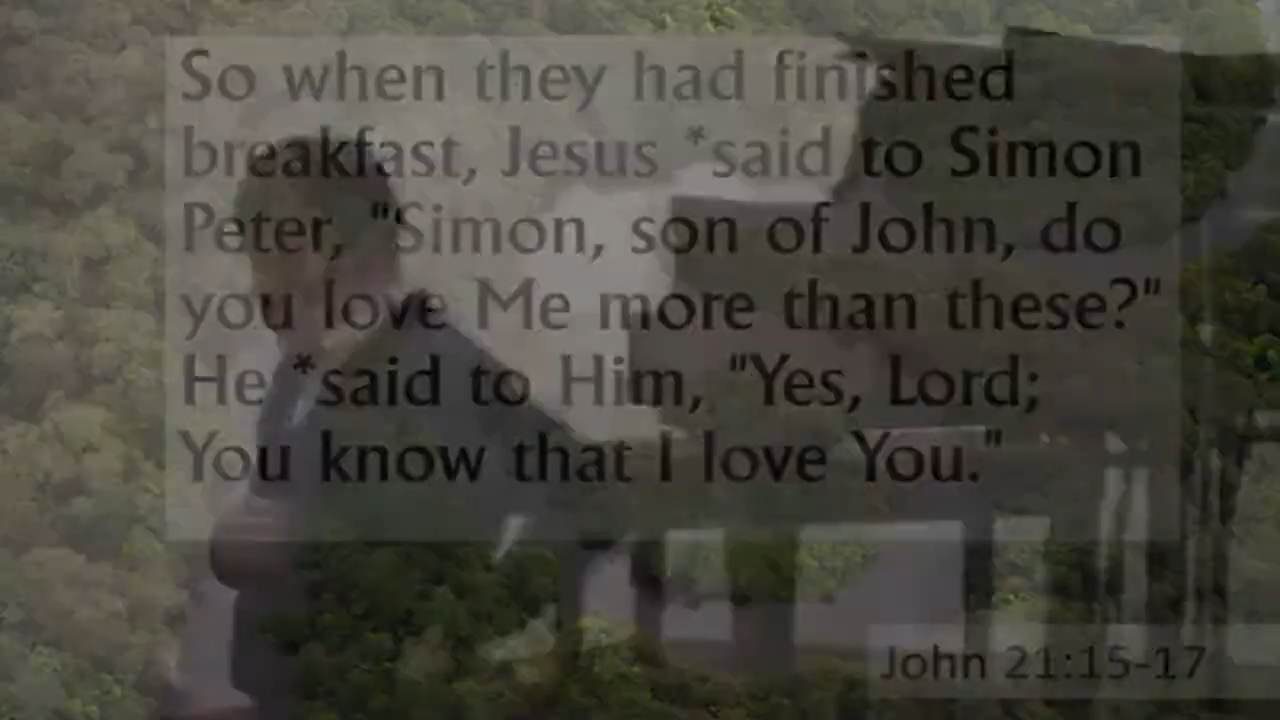 So when they had finished
breakfast, Jesus *said to Simon
Peter, "Simon, son of John, do
you love Me more than these?"
He *said to Him, "Yes, Lord;
You know that I love You."
John 21:15-17